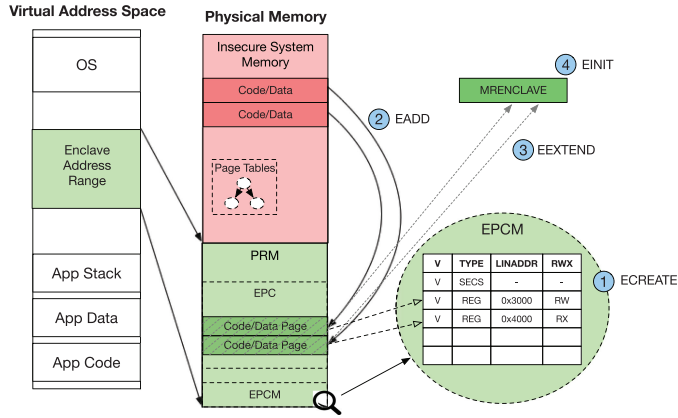 Virtual Address Space
OS
Enclave
Address
Range
App Stack
App Data
App Code
Physical Memory
Insecure System
Memory
Code/Data
Code/Data
Page Tables
PRM
EPC
Code/Data Page
Code/Data Page
EPCM
2 EADD
4 EINIT
MRENCLAVE
3 EEXTEND
EPCM
V TYPE LINADDR RWX
V SECS - -
V REG 0x3000 RW
V REG 0x4000 RX
1 ECREATE